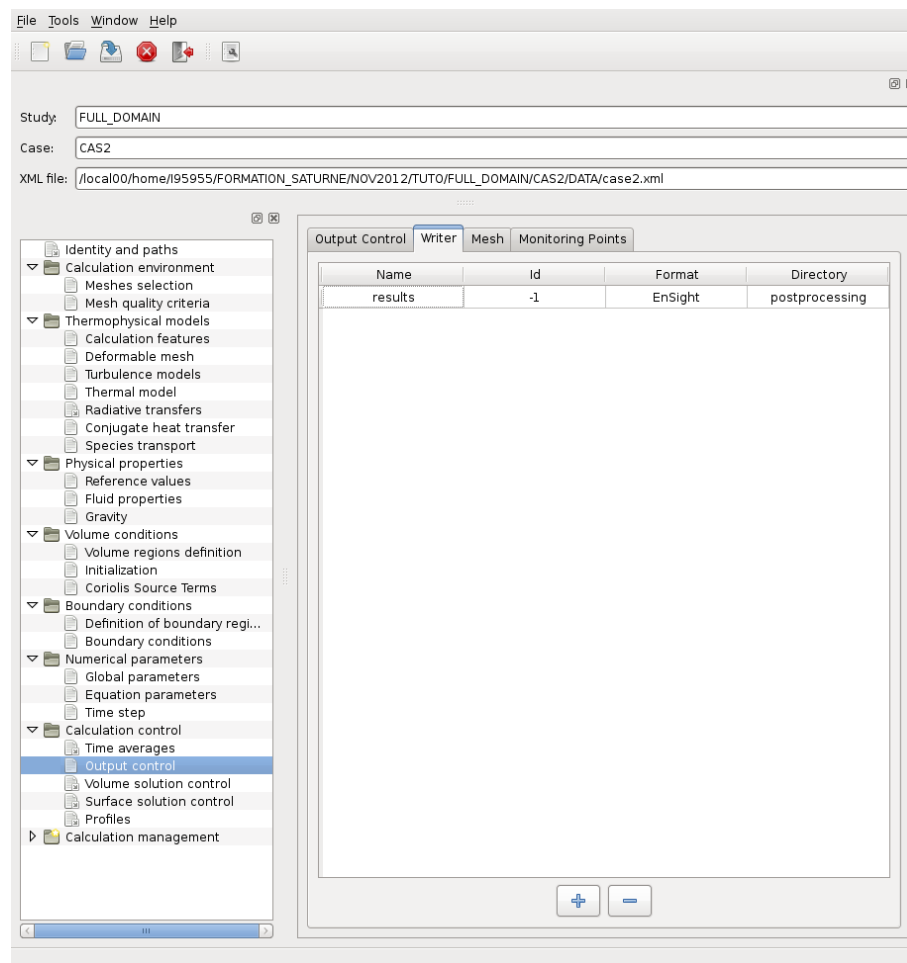 File Tools Window Help
Study: FULL_DOMAIN
Case: CAS2
XML file: /local00/home/I95955/FORMATION_SATURNE/NOV2012/TUTO/FULL_DOMAIN/CAS2/DATA/case2.xml
Identity and paths
Calculation environment
Meshes selection
Mesh quality criteria
Thermophysical models
Calculation features
Deformable mesh
Turbulence models
Thermal model
Radiative transfers
Conjugate heat transfer
Species transport
Physical properties
Reference values
Fluid properties
Gravity
Volume conditions
Volume regions definition
Initialization
Coriolis Source Terms
Boundary conditions
Definition of boundary regi...
Boundary conditions
Numerical parameters
Global parameters
Equation parameters
Time step
Calculation control
Time averages
Output control
Volume solution control
Surface solution control
Profiles
Calculation management
Output Control Writer Mesh Monitoring Points
Name Id Format Directory
results -1 EnSight postprocessing